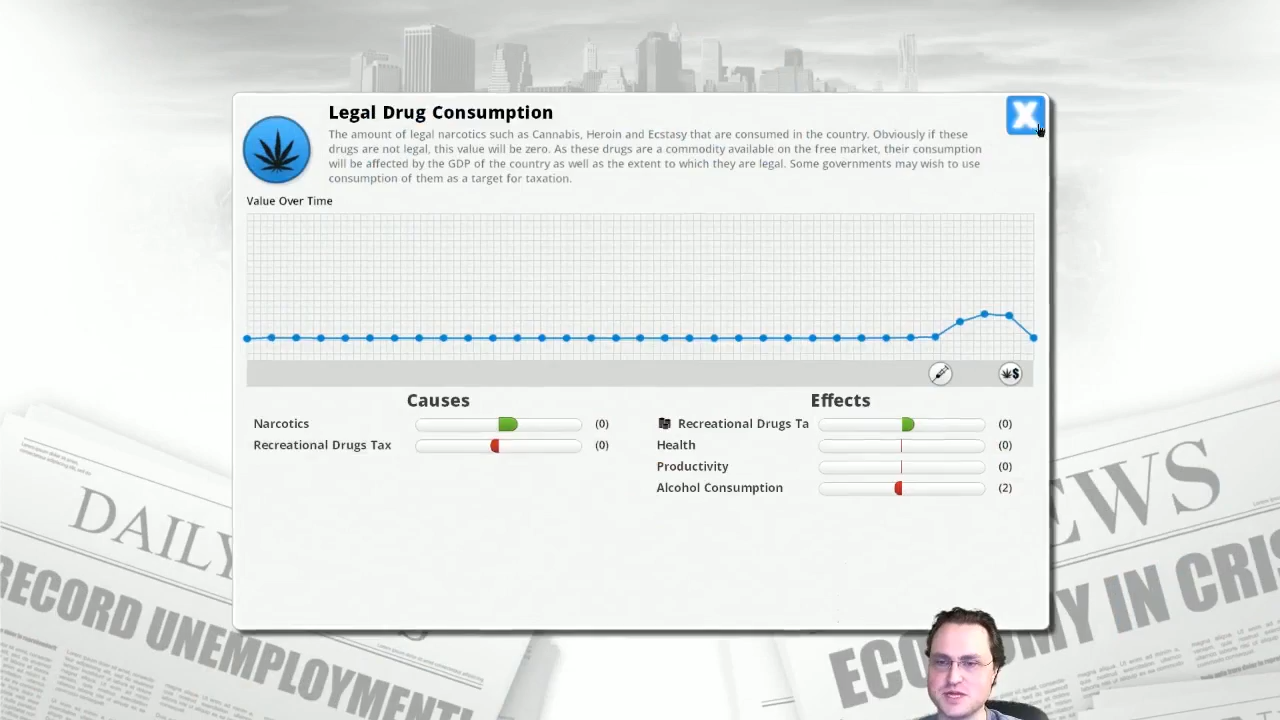 Legal Drug Consumption
X
The amount of legal narcotics such as Cannabis, Heroin and Ecstasy that are consumed in the country. Obviously if these
drugs are not legal, this value will be zero. As these drugs are a commodity available on the free market, their consumption
will be affected by the GDP of the country as well as the extent to which they are legal. Some governments may wish to use
consumption of them as a target for taxation.
Value Over Time
$
Causes
Effects
Narcotics (0)
Recreational Drugs Ta (0)
Recreational Drugs Tax (0)
Health (0)
Productivity (0)
Alcohol Consumption (2)
DAILY
EWS
RECORD UNEMPLOYMENT!
ECONOMY IN CRIS